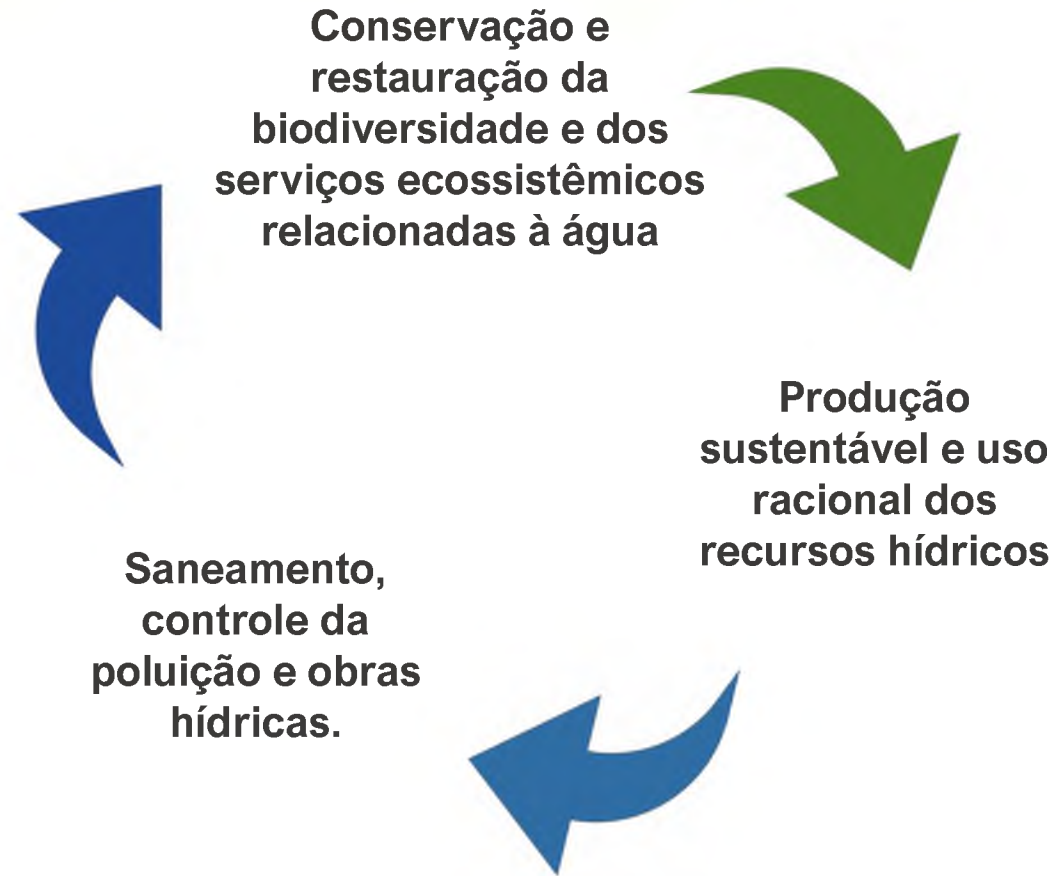 Conservação e
restauração da
biodiversidade e dos
serviços ecossistêmicos
relacionadas à água
Produção
sustentável e uso
racional dos
recursos hídricos
Saneamento,
controle da
poluição e obras
hídricas.